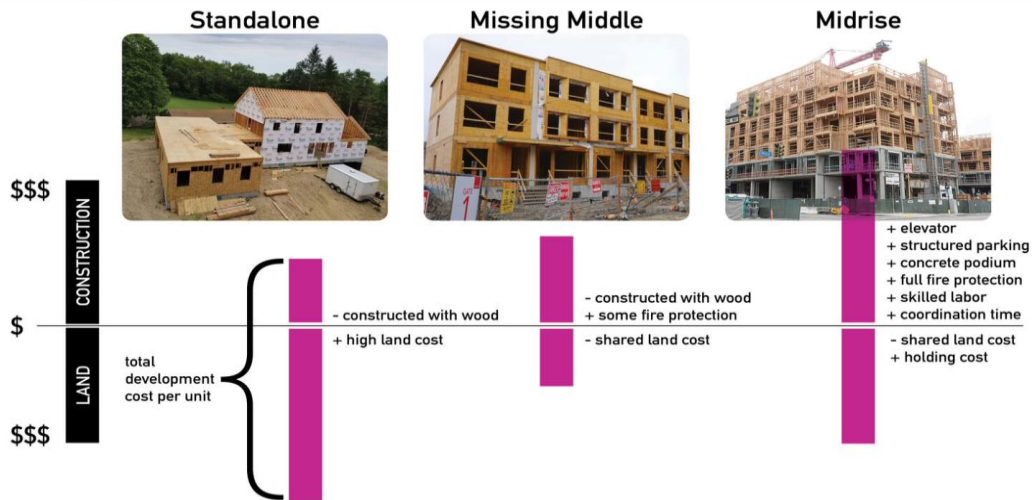 Standalone
Missing Middle
Midrise
$$$
CONSTRUCTION
$
LAND
$$$
total
development
cost per unit
- constructed with wood
+ high land cost
- constructed with wood
+ some fire protection
- shared land cost
+ elevator
+ structured parking
+ concrete podium
+ full fire protection
+ skilled labor
+ coordination time
- shared land cost
+ holding cost
1